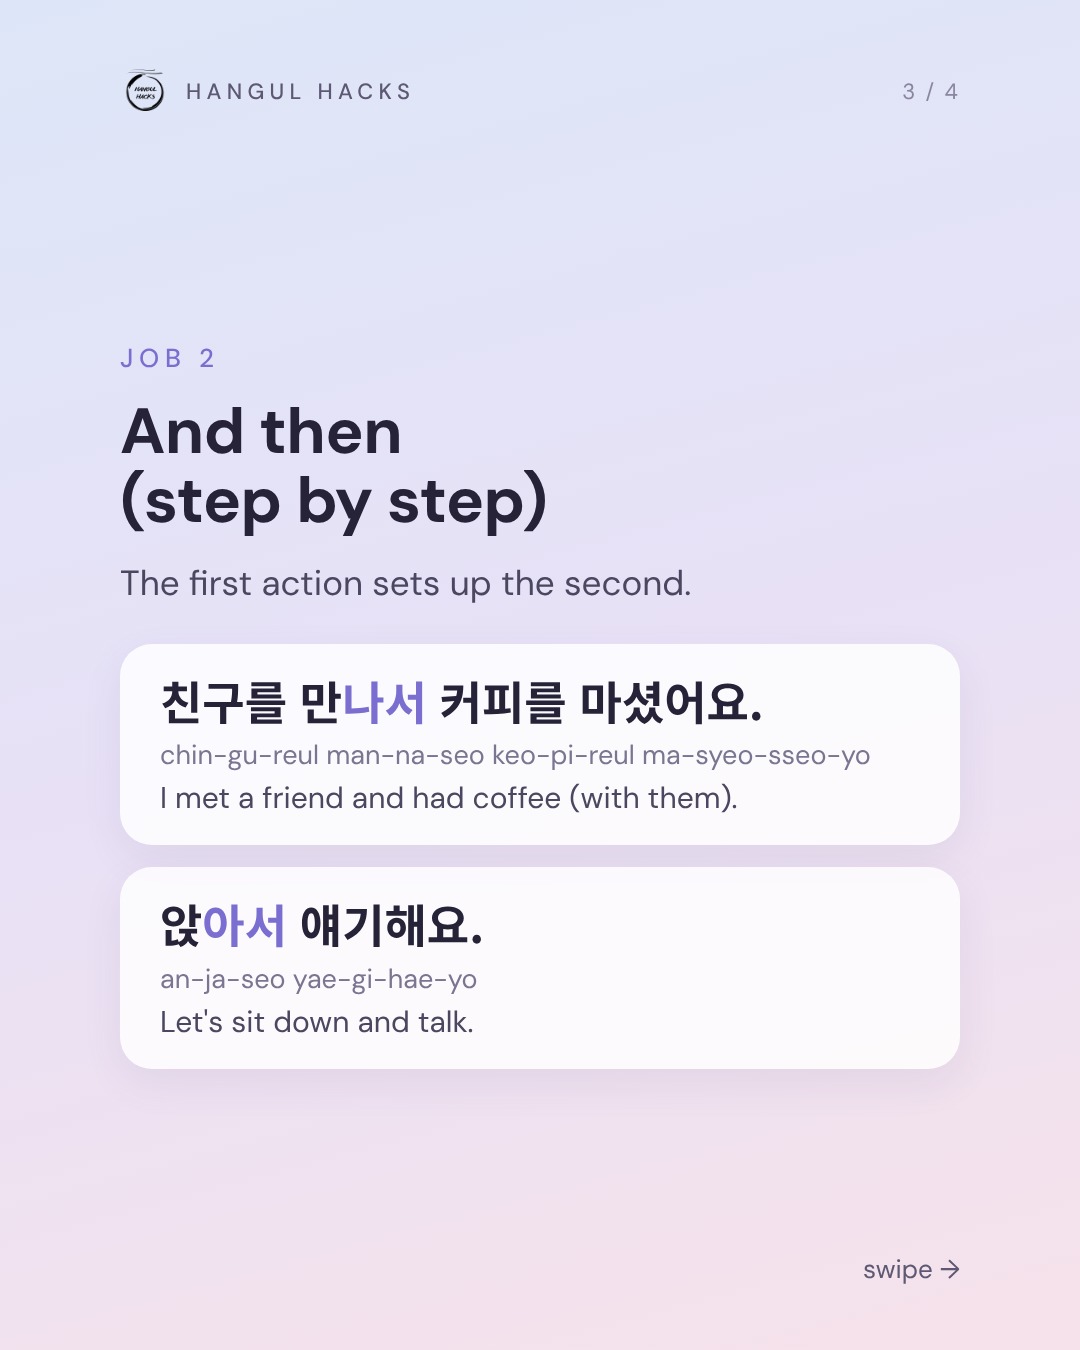 HANGUL HACKS
HANGUL HACKS
3 / 4
JOB 2
And then
(step by step)
The first action sets up the second.
친구를 만나서 커피를 마셨어요.
chin-gu-reul man-na-seo keo-pi-reul ma-syeo-sseo-yo
I met a friend and had coffee (with them).
앉아서 얘기해요.
an-ja-seo yae-gi-hae-yo
Let's sit down and talk.
swipe →